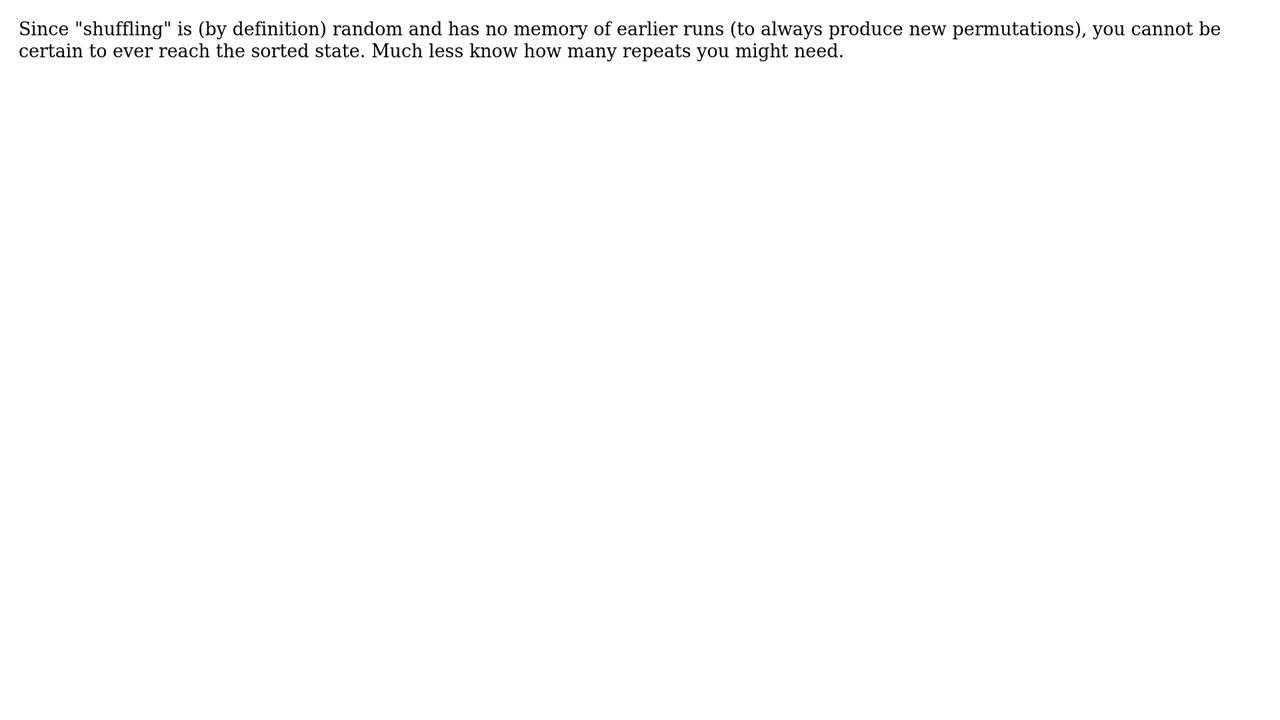 Since "shuffling" is (by definition) random and has no memory of earlier runs (to always produce new permutations), you cannot be
certain to ever reach the sorted state. Much less know how many repeats you might need.